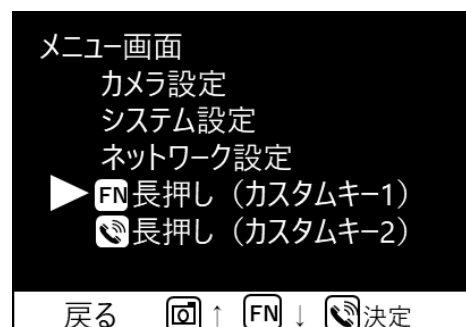 メニュー画面
カメラ設定
システム設定
ネットワーク設定
FN長押し（カスタムキー1）
長押し（カスタムキー2）
戻る ↑ FN ↓ 決定